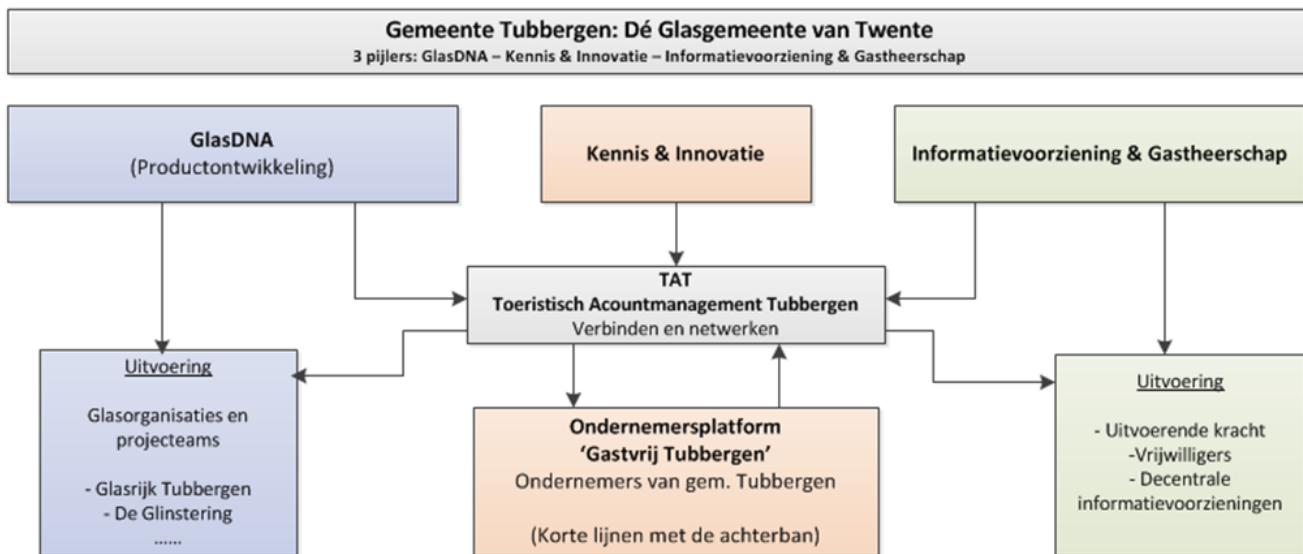 Gemeente Tubbergen: Dé Glasgemeente van Twente
3 pijlers: GlasDNA – Kennis & Innovatie – Informatievoorziening & Gastheerschap
GlasDNA
(Productontwikkeling)
Kennis & Innovatie
Informatievoorziening & Gastheerschap
TAT
Toeristisch Acountmanagement Tubbergen
Verbinden en netwerken
Uitvoering
Glasorganisaties en
projecteams
- Glasrijk Tubbergen
- De Glinstering
......
Ondernemersplatform
‘Gastvrij Tubbergen’
Ondernemers van gem. Tubbergen
(Korte lijnen met de achterban)
Uitvoering
- Uitvoerende kracht
-Vrijwilligers
- Decentrale
informatievoorzieningen